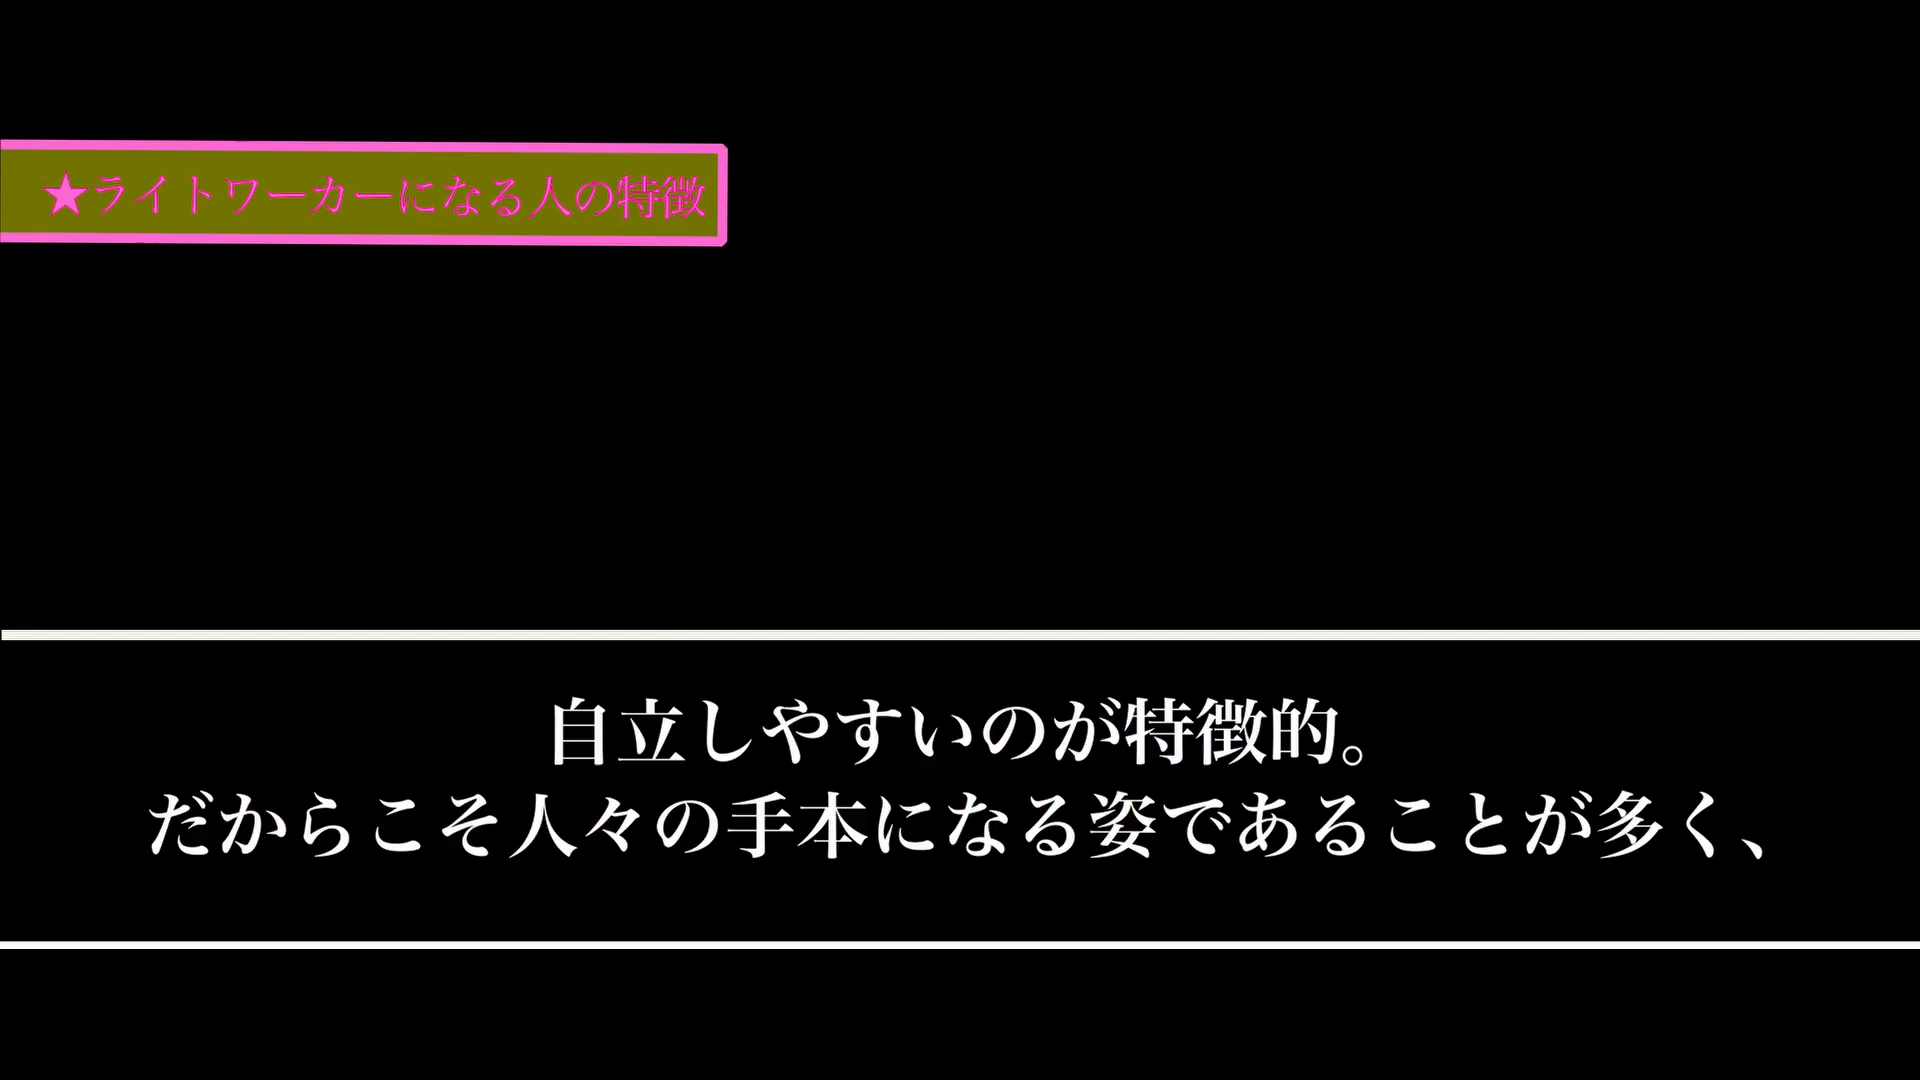 ★ライトワーカーになる人の特徴
自立しやすいのが特徴的。
だからこそ人々の手本になる姿であることが多く、